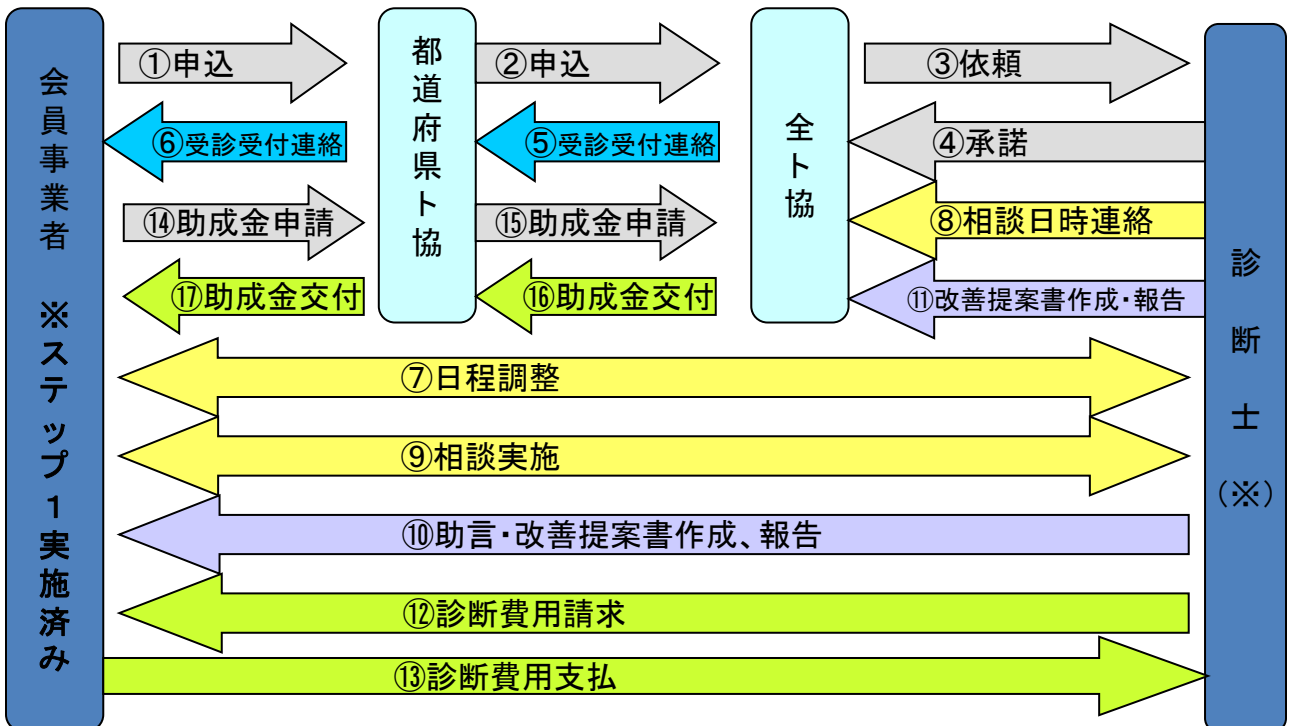 会員事業者 ※ステップ1実施済み
都道府県ト協
全ト協
診断士(※)
①申込
②申込
③依頼
⑥受診受付連絡
⑤受診受付連絡
④承諾
⑭助成金申請
⑮助成金申請
⑧相談日時連絡
⑰助成金交付
⑯助成金交付
⑪改善提案書作成・報告
⑦日程調整
⑨相談実施
⑩助言・改善提案書作成、報告
⑫診断費用請求
⑬診断費用支払